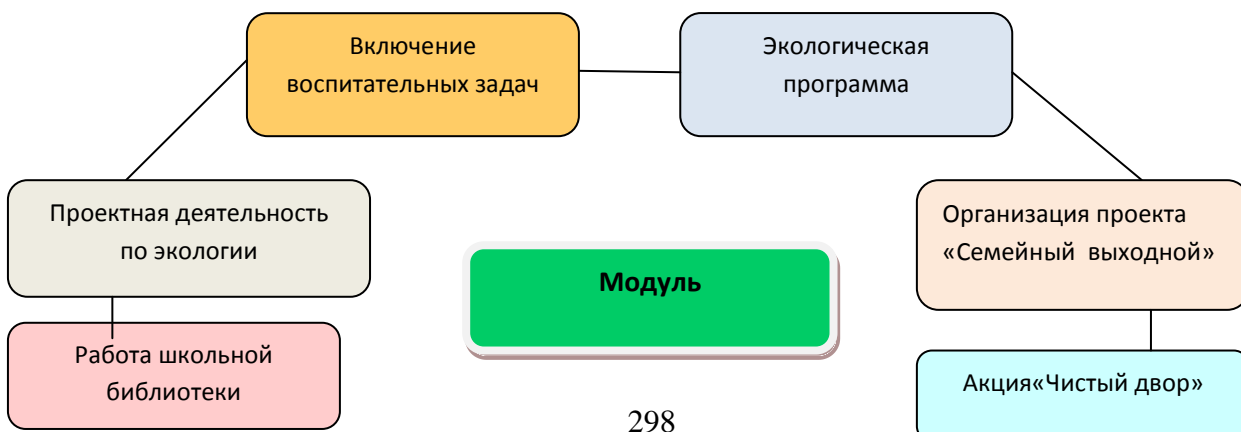 Включение
воспитательных задач
Экологическая
программа
Проектная деятельность
по экологии
Организация проекта
«Семейный выходной»
Модуль
Работа школьной
библиотеки
Акция«Чистый двор»
298